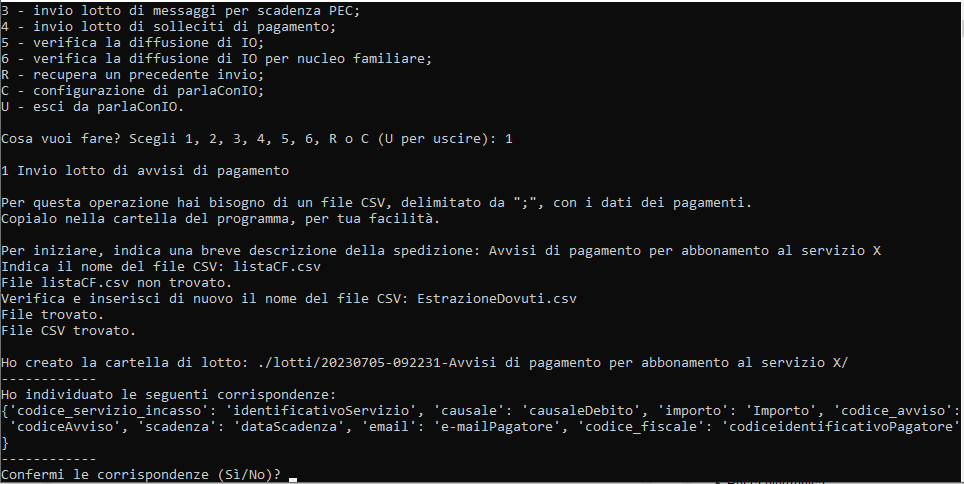 3 - invio lotto di messaggi per scadenza PEC;
4 - invio lotto di solleciti di pagamento;
5 - verifica la diffusione di IO;
6 - verifica la diffusione di IO per nucleo familiare;
R - recupera un precedente invio;
C - configurazione di parlaConIO;
U - esci da parlaConIO.
Cosa vuoi fare? Scegli 1, 2, 3, 4, 5, 6, R o C (U per uscire): 1
1 Invio lotto di avvisi di pagamento
Per questa operazione hai bisogno di un file CSV, delimitato da ";", con i dati dei pagamenti.
Copialo nella cartella del programma, per tua facilità.
Per iniziare, indica una breve descrizione della spedizione: Avvisi di pagamento per abbonamento al servizio X
Indica il nome del file CSV: listaCF.csv
File listaCF.csv non trovato.
Verifica e inserisci di nuovo il nome del file CSV: EstrazioneDovuti.csv
File trovato.
File CSV trovato.
Ho creato la cartella di lotto: ./lotti/20230705-092231-Avvisi di pagamento per abbonamento al servizio X/
------------
Ho individuato le seguenti corrispondenze:
{'codice_servizio_incasso': 'identificativoServizio', 'causale': 'causaleDebito', 'importo': 'Importo', 'codice_avviso':
'codiceAvviso', 'scadenza': 'dataScadenza', 'email': 'e-mailPagatore', 'codice_fiscale': 'codiceidentificativoPagatore'
}
------------
Confermi le corrispondenze (Sì/No)?